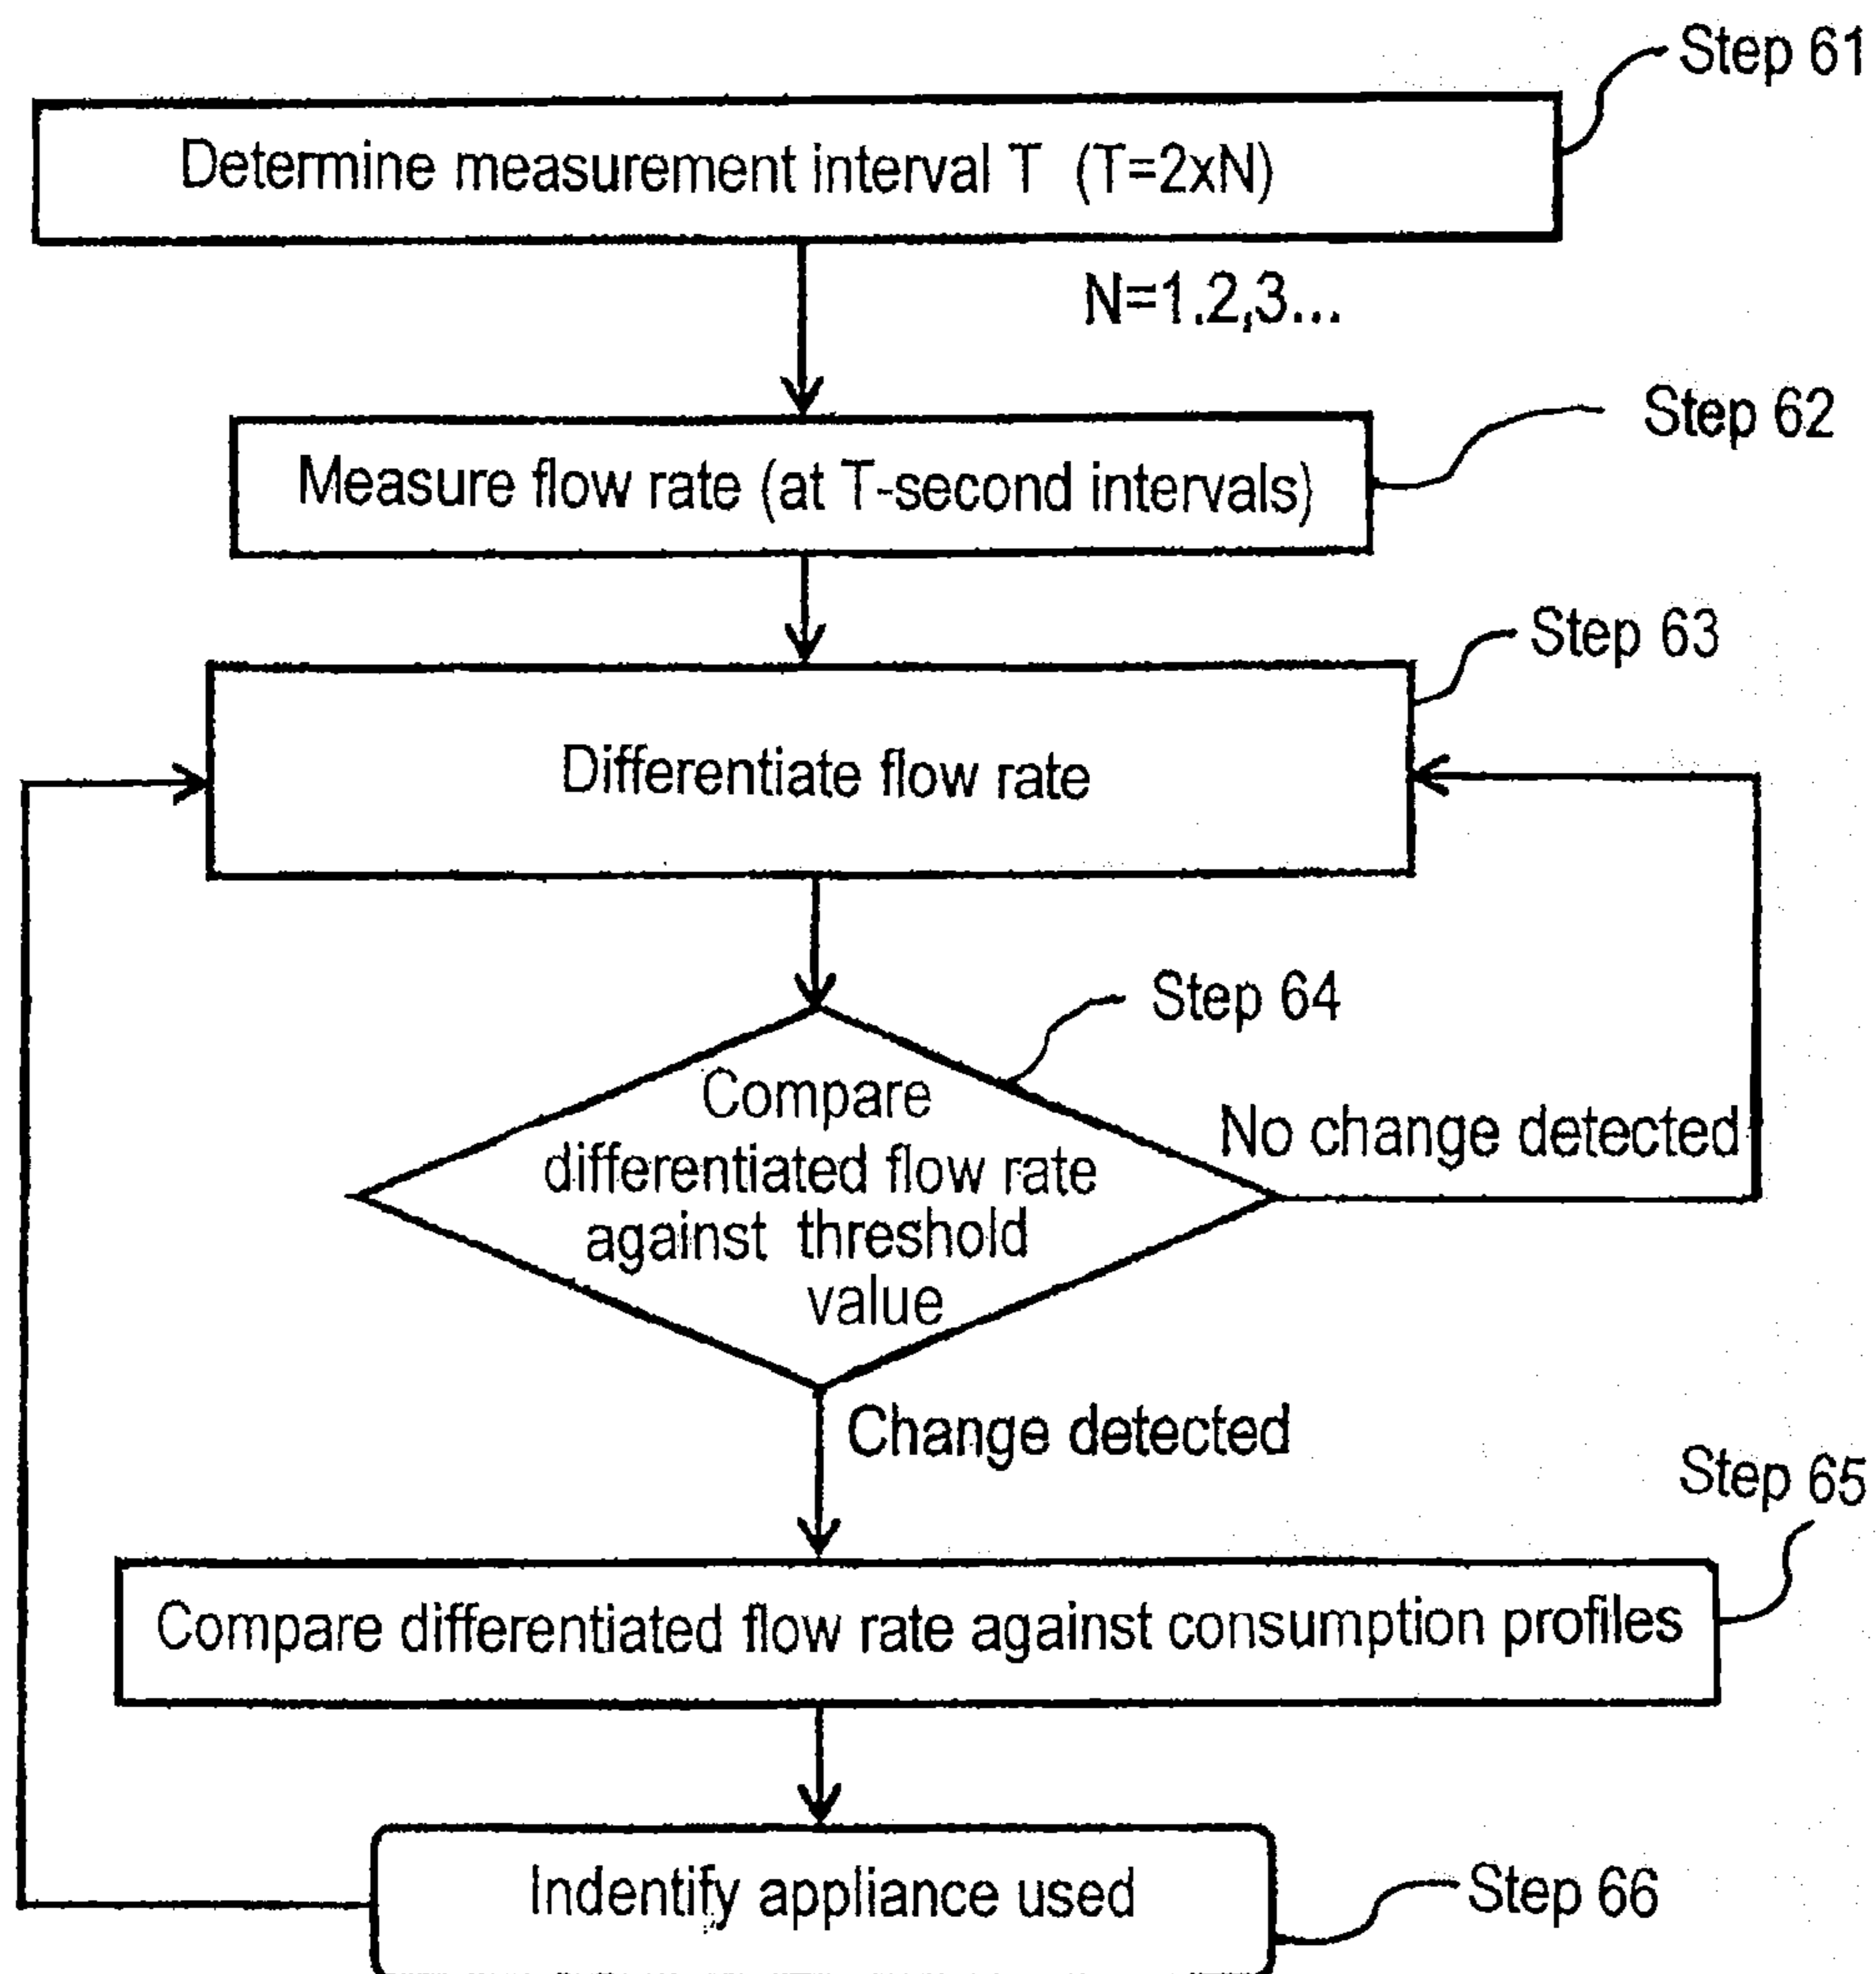 Step 61
Determine measurement interval T (T=2xN)
N=1.2,3...
Step 62
Measure flow rate (at T-second intervals)
Step 63
Differentiate flow rate
Step 64
Compare
differentiated flow rate
against threshold
value
No change detected
Change detected
Step 65
Compare differentiated flow rate against consumption profiles
Indentify appliance used
Step 66